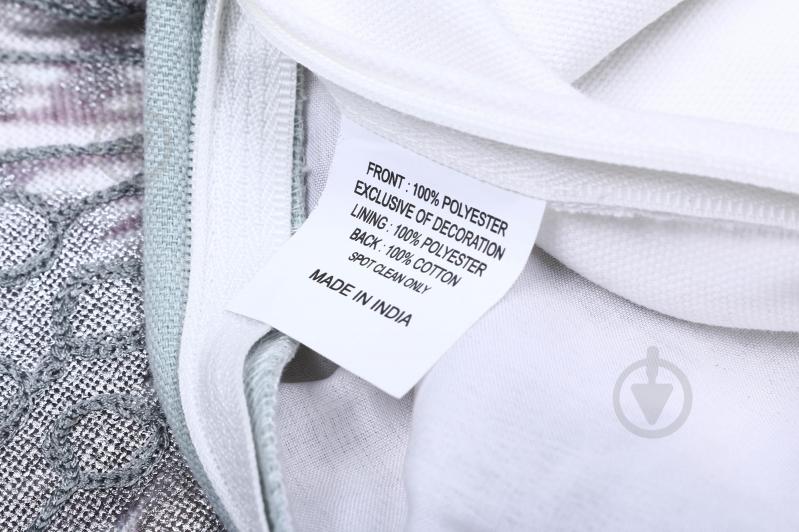 FRONT : 100% POLYESTER
EXCLUSIVE OF DECORATION
LINING : 100% POLYESTER
BACK : 100% COTTON
SPOT CLEAN ONLY
MADE IN INDIA